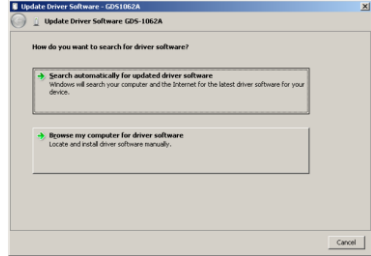 Update Driver Software - GDS1062A
Update Driver Software GDS-1062A
How do you want to search for driver software?
Search automatically for updated driver software
Windows will search your computer and the Internet for the latest driver software for your
device.
Browse my computer for driver software
Locate and install driver software manually.
Cancel